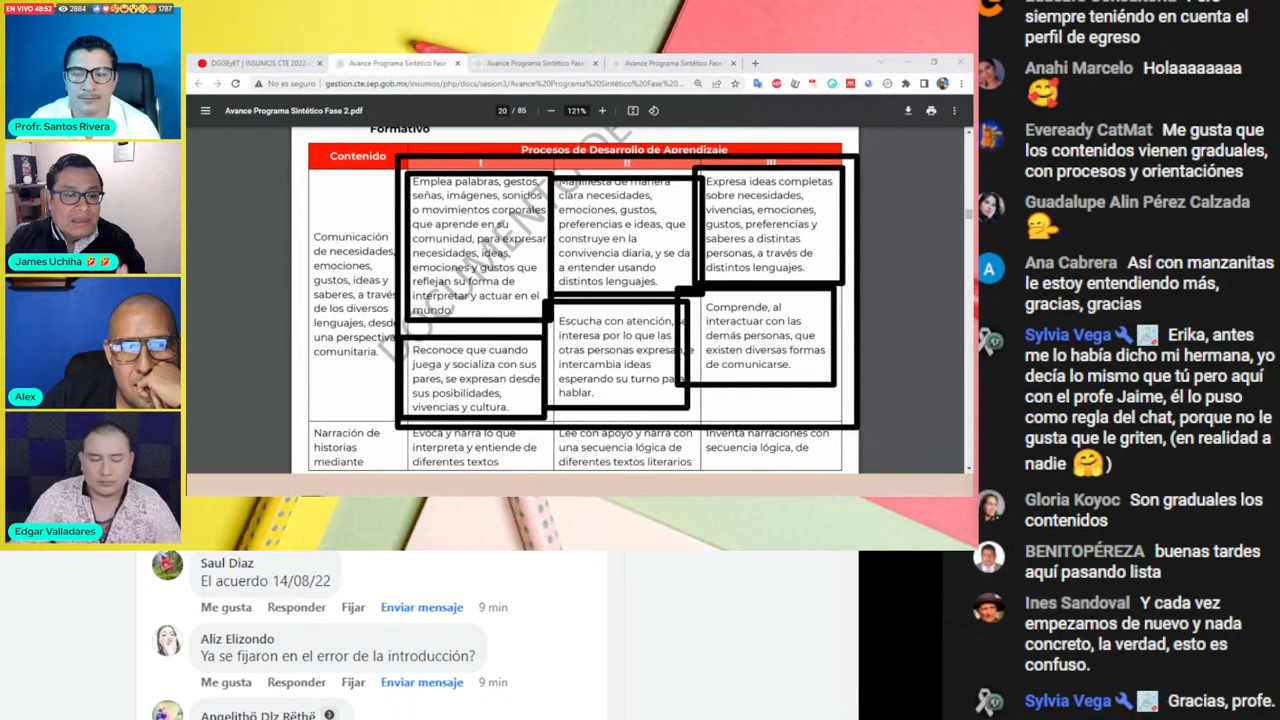 EN VIVO 48:52 2884 1787
Profr. Santos Rivera
James Uchiha
Alex
Edgar Valladares
DGGEyET | INSUMOS CTE 2022-
Avance Programa Sintético Fase
Avance Programa Sintético Fase
Avance Programa Sintético Fase
No es seguro
gestion.cte.sep.gob.mx/insumos/php/docs/sesion3/Avance%20Programa%20Sintético%20Fase%20...
Avance Programa Sintético Fase 2.pdf
20 / 85
121%
Formativo
Contenido
Procesos de Desarrollo de Aprendizaje
I
II
III
Comunicación
de necesidades,
emociones,
gustos, ideas y
saberes, a través
de los diversos
lenguajes, desde
una perspectiva
comunitaria.
Emplea palabras, gestos,
señas, imágenes, sonidos
o movimientos corporales
que aprende en su
comunidad, para expresar
necesidades, ideas,
emociones y gustos que
reflejan su forma de
interpretar y actuar en el
mundo.
Reconoce que cuando
juega y socializa con sus
pares, se expresan desde
sus posibilidades,
vivencias y cultura.
Manifiesta de manera
clara necesidades,
emociones, gustos,
preferencias e ideas, que
construye en la
convivencia diaria, y se da
a entender usando
distintos lenguajes.
Escucha con atención, se
interesa por lo que las
otras personas expresan, e
intercambia ideas
esperando su turno para
hablar.
Expresa ideas completas
sobre necesidades,
vivencias, emociones,
gustos, preferencias y
saberes a distintas
personas, a través de
distintos lenguajes.
Comprende, al
interactuar con las
demás personas, que
existen diversas formas
de comunicarse.
Narración de
historias
mediante
Evoca y narra lo que
interpreta y entiende de
diferentes textos
Lee con apoyo y narra con
una secuencia lógica de
diferentes textos literarios
Inventa narraciones con
secuencia lógica, de
DOCUMENTO DE
siempre teniéndo en cuenta el
perfil de egreso
Anahi Marcelo Holaaaaaaa
Eveready CatMat Me gusta que
los contenidos vienen graduales,
con procesos y orientaciónes
Guadalupe Alin Pérez Calzada
A
Ana Cabrera Así con manzanitas
le estoy entendiendo más,
gracias, gracias
Sylvia Vega Erika, antes
me lo había dicho mi hermana, yo
decía lo mismo que tú pero aquí
con el profe Jaime, él lo puso
como regla del chat, porque no le
gusta que le griten, (en realidad a
nadie )
Gloria Koyoc Son graduales los
contenidos
BENITOPÉREZA buenas tardes
aquí pasando lista
Ines Sandoval Y cada vez
empezamos de nuevo y nada
concreto, la verdad, esto es
confuso.
Sylvia Vega Gracias, profe.
Saul Diaz
El acuerdo 14/08/22
Me gusta Responder Fijar Enviar mensaje 9 min
Aliz Elizondo
Ya se fijaron en el error de la introducción?
Me gusta Responder Fijar Enviar mensaje 9 min
Angelithö Dlz Rëthë